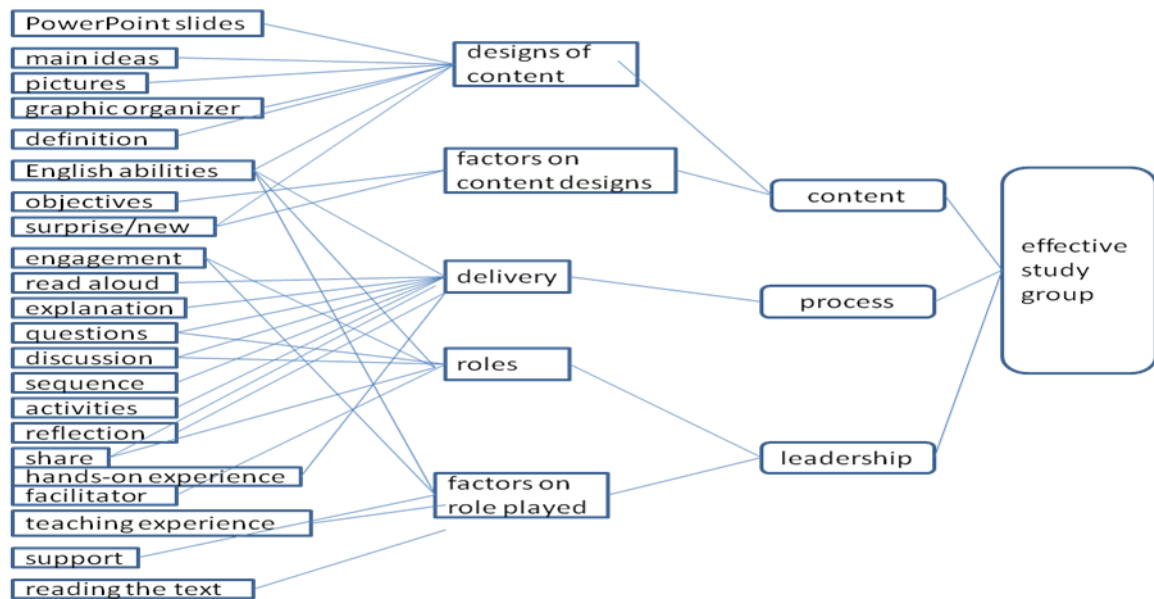 PowerPoint slides
main ideas
pictures
graphic organizer
definition
English abilities
objectives
surprise/new
engagement
read aloud
explanation
questions
discussion
sequence
activities
reflection
share
hands-on experience
facilitator
teaching experience
support
reading the text
designs of
content
factors on
content designs
delivery
roles
factors on
role played
content
process
leadership
effective
study
group